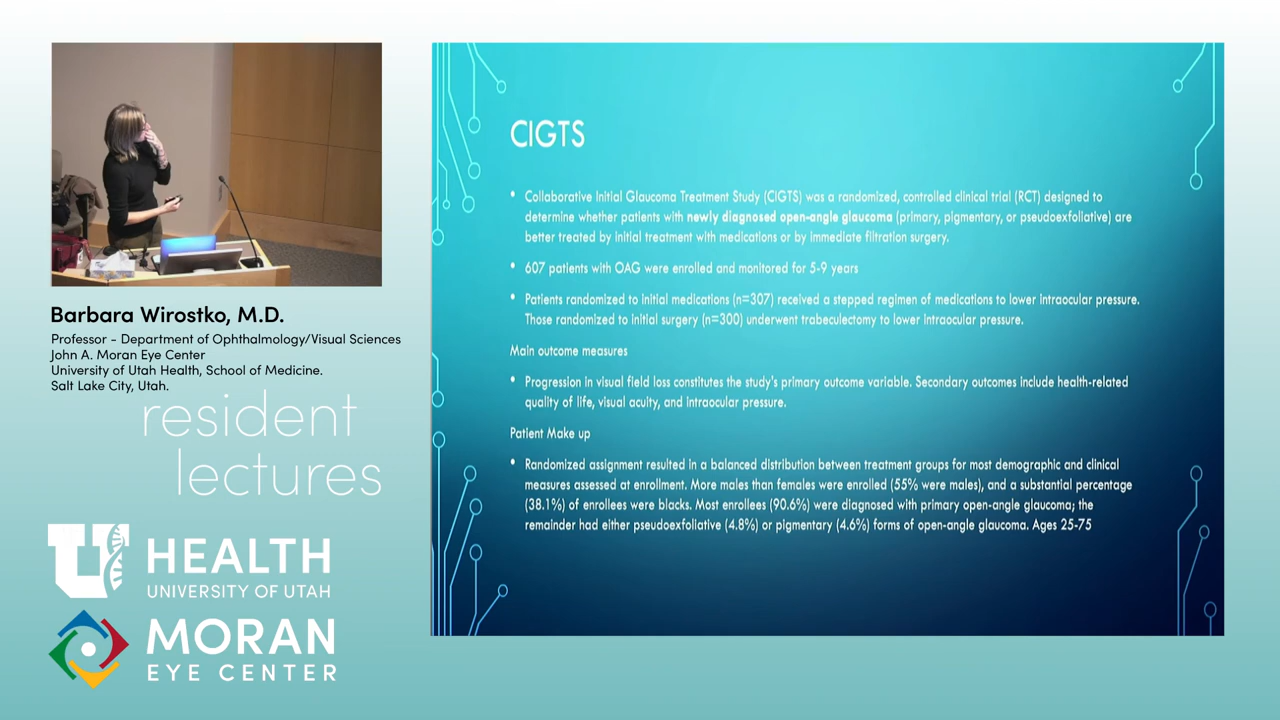 Barbara Wirostko, M.D.
Professor - Department of Ophthalmology/Visual Sciences
John A. Moran Eye Center
University of Utah Health, School of Medicine.
Salt Lake City, Utah.
resident
lectures
U HEALTH
UNIVERSITY OF UTAH
MORAN
EYE CENTER
CIGTS
• Collaborative Initial Glaucoma Treatment Study (CIGTS) was a randomized, controlled clinical trial (RCT) designed to
determine whether patients with newly diagnosed open-angle glaucoma (primary, pigmentary, or pseudoexfoliative) are
better treated by initial treatment with medications or by immediate filtration surgery.
• 607 patients with OAG were enrolled and monitored for 5-9 years
• Patients randomized to initial medications (n=307) received a stepped regimen of medications to lower intraocular pressure.
Those randomized to initial surgery (n=300) underwent trabeculectomy to lower intraocular pressure.
Main outcome measures
• Progression in visual field loss constitutes the study's primary outcome variable. Secondary outcomes include health-related
quality of life, visual acuity, and intraocular pressure.
Patient Make up
• Randomized assignment resulted in a balanced distribution between treatment groups for most demographic and clinical
measures assessed at enrollment. More males than females were enrolled (55% were males), and a substantial percentage
(38.1%) of enrollees were blacks. Most enrollees (90.6%) were diagnosed with primary open-angle glaucoma; the
remainder had either pseudoexfoliative (4.8%) or pigmentary (4.6%) forms of open-angle glaucoma. Ages 25-75